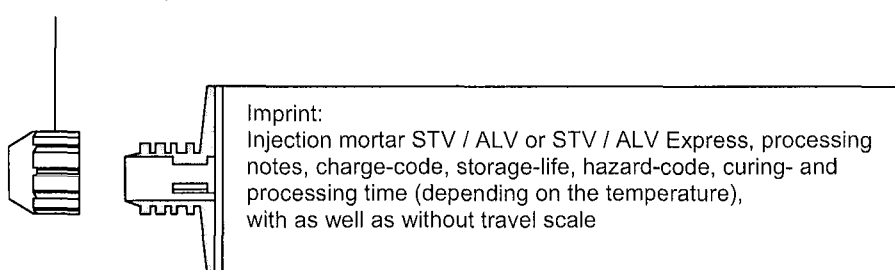 Imprint:
Injection mortar STV / ALV or STV / ALV Express, processing
notes, charge-code, storage-life, hazard-code, curing- and
processing time (depending on the temperature),
with as well as without travel scale